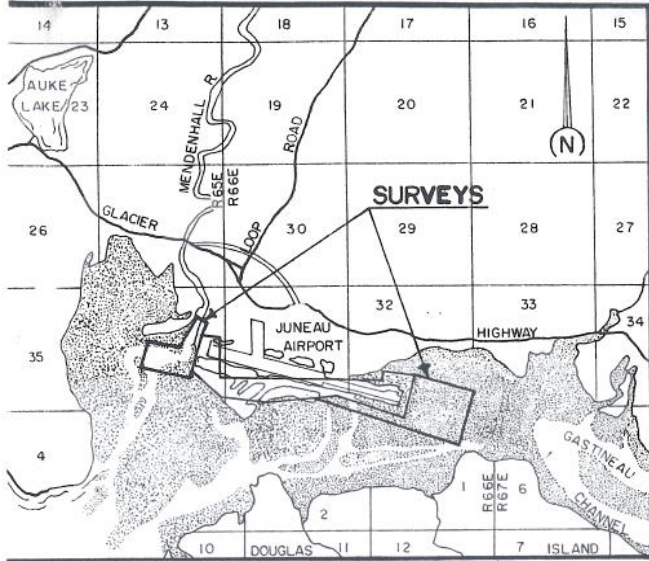 14 13 18 17 16 15
AUKE
LAKE 23 24 19 20 21 22
MENDENHALL R.
ROAD
(N)
R65E
R66E
SURVEYS
GLACIER
LOOP
26 30 29 28 27
32 33 34
JUNEAU
AIRPORT
HIGHWAY
35
4
GASTINEAU
CHANNEL
R66E
R67E
1 6
2
10 DOUGLAS 11 12 7 ISLAND